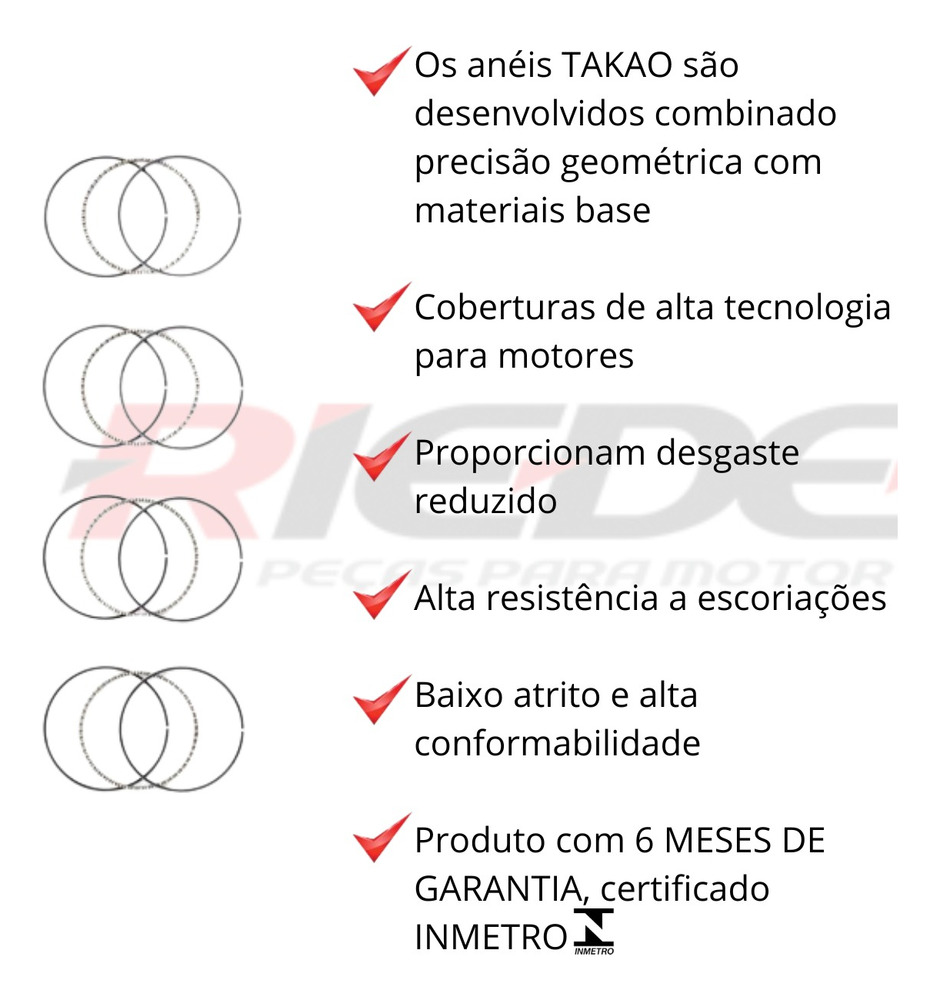 Os anéis TAKAO são
desenvolvidos combinado
precisão geométrica com
materiais base
Coberturas de alta tecnologia
para motores
RIEDE
Proporcionam desgaste
reduzido
PEÇAS PARA MOTOR
Alta resistência a escoriações
Baixo atrito e alta
conformabilidade
Produto com 6 MESES DE
GARANTIA, certificado
INMETRO
INMETRO